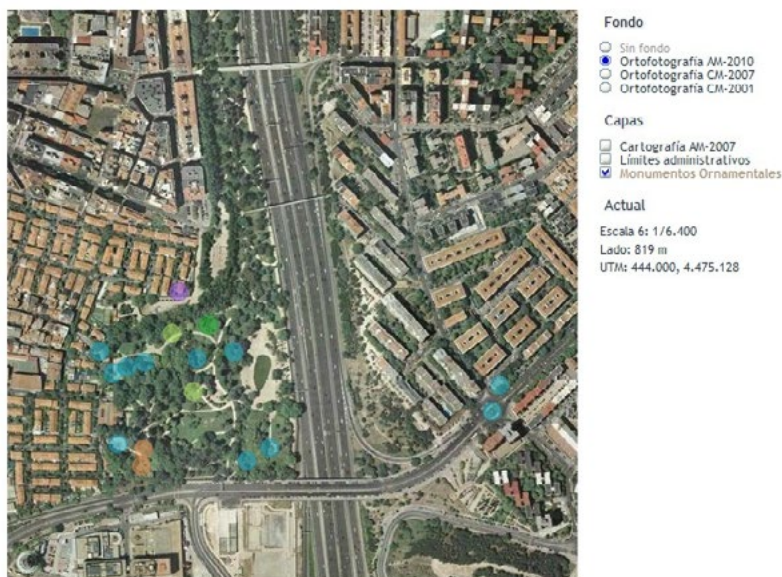 Fondo
Sin fondo
Ortofotografía AM-2010
Ortofotografía CM-2007
Ortofotografía CM-2001
Capas
Cartografía AM-2007
Límites administrativos
Monumentos Ornamentales
Actual
Escala 6: 1/6.400
Lado: 819 m
UTM: 444.000, 4.475.128